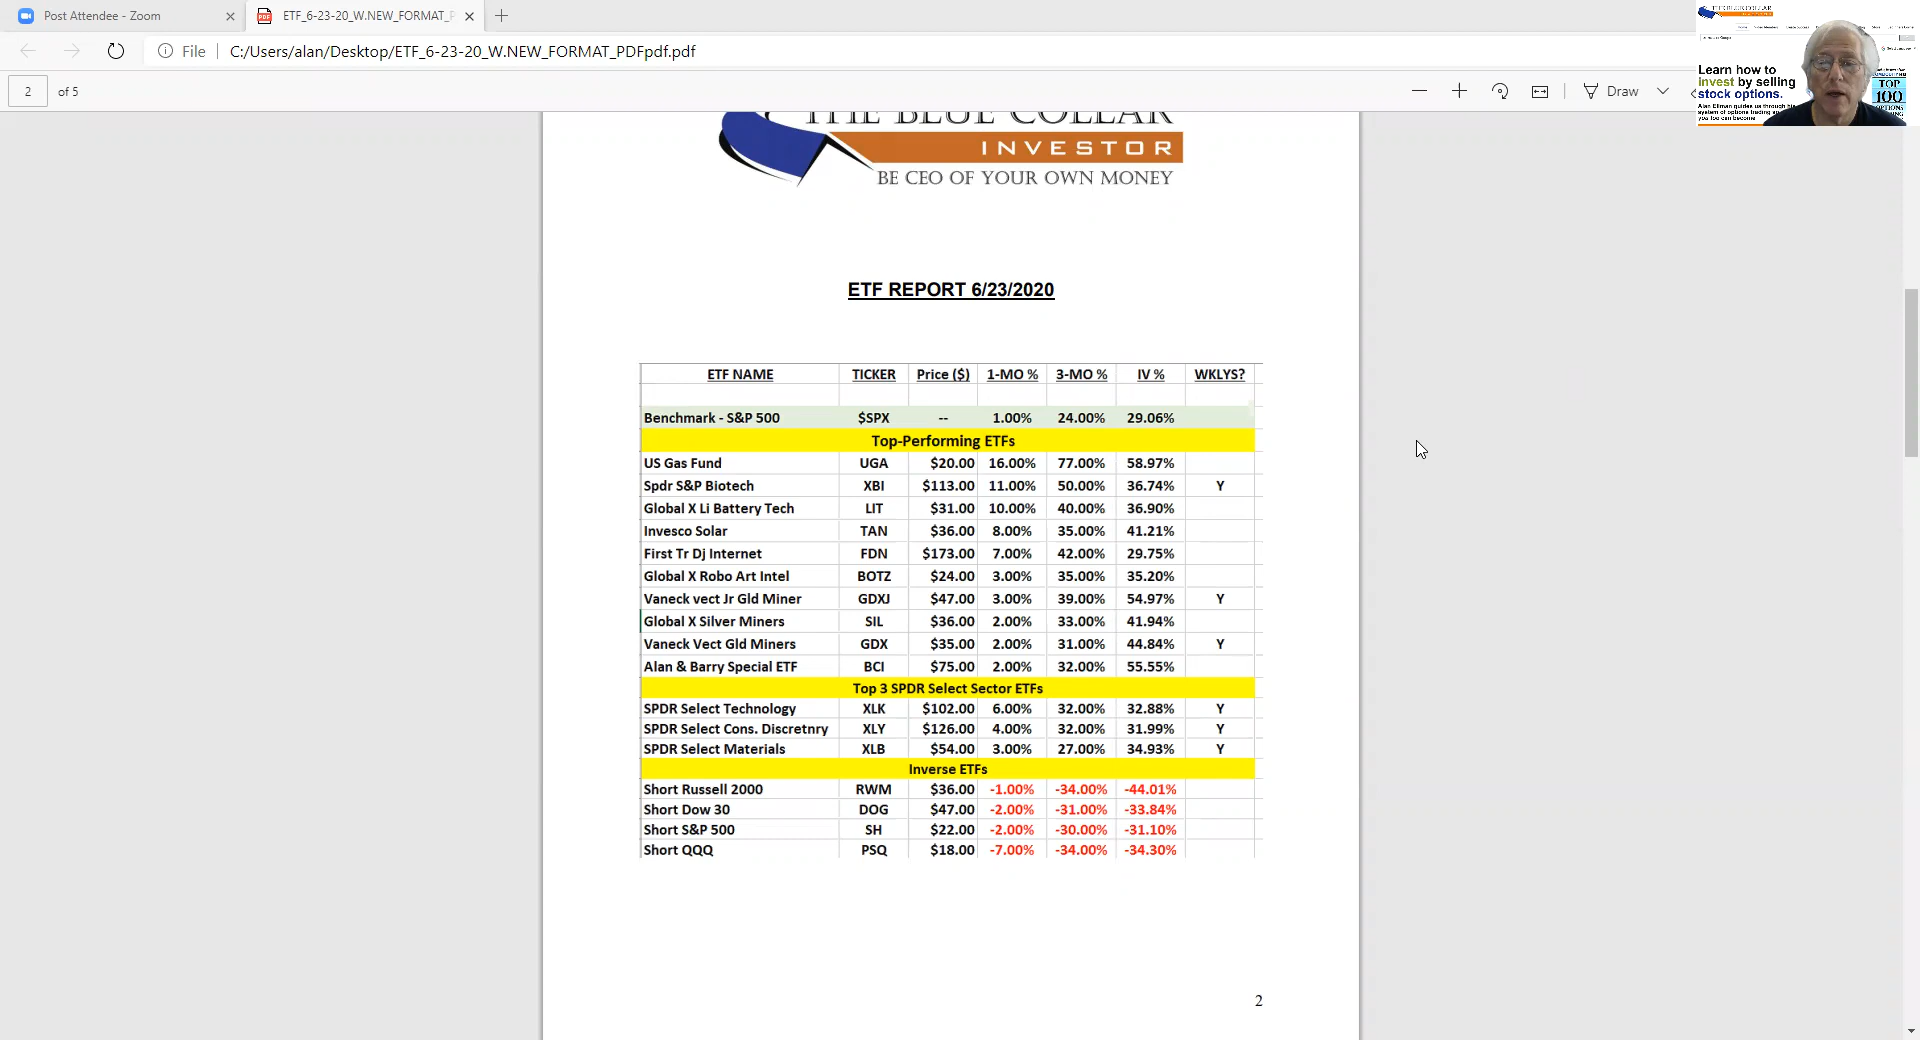 Post Attendee - Zoom
ETF_6-23-20_W.NEW_FORMAT_P
File
C:/Users/alan/Desktop/ETF_6-23-20_W.NEW_FORMAT_PDFpdf.pdf
2 of 5
Draw
Learn how to
invest by selling
stock options.
TOP
100
THE BLUE COLLAR
INVESTOR
BE CEO OF YOUR OWN MONEY
ETF REPORT 6/23/2020
ETF NAME TICKER Price ($) 1-MO % 3-MO % IV % WKLYS?
Benchmark - S&P 500 $SPX -- 1.00% 24.00% 29.06%
Top-Performing ETFs
US Gas Fund UGA $20.00 16.00% 77.00% 58.97%
Spdr S&P Biotech XBI $113.00 11.00% 50.00% 36.74% Y
Global X Li Battery Tech LIT $31.00 10.00% 40.00% 36.90%
Invesco Solar TAN $36.00 8.00% 35.00% 41.21%
First Tr Dj Internet FDN $173.00 7.00% 42.00% 29.75%
Global X Robo Art Intel BOTZ $24.00 3.00% 35.00% 35.20%
Vaneck vect Jr Gld Miner GDXJ $47.00 3.00% 39.00% 54.97% Y
Global X Silver Miners SIL $36.00 2.00% 33.00% 41.94%
Vaneck Vect Gld Miners GDX $35.00 2.00% 31.00% 44.84% Y
Alan & Barry Special ETF BCI $75.00 2.00% 32.00% 55.55%
Top 3 SPDR Select Sector ETFs
SPDR Select Technology XLK $102.00 6.00% 32.00% 32.88% Y
SPDR Select Cons. Discretnry XLY $126.00 4.00% 32.00% 31.99% Y
SPDR Select Materials XLB $54.00 3.00% 27.00% 34.93% Y
Inverse ETFs
Short Russell 2000 RWM $36.00 -1.00% -34.00% -44.01%
Short Dow 30 DOG $47.00 -2.00% -31.00% -33.84%
Short S&P 500 SH $22.00 -2.00% -30.00% -31.10%
Short QQQ PSQ $18.00 -7.00% -34.00% -34.30%
2